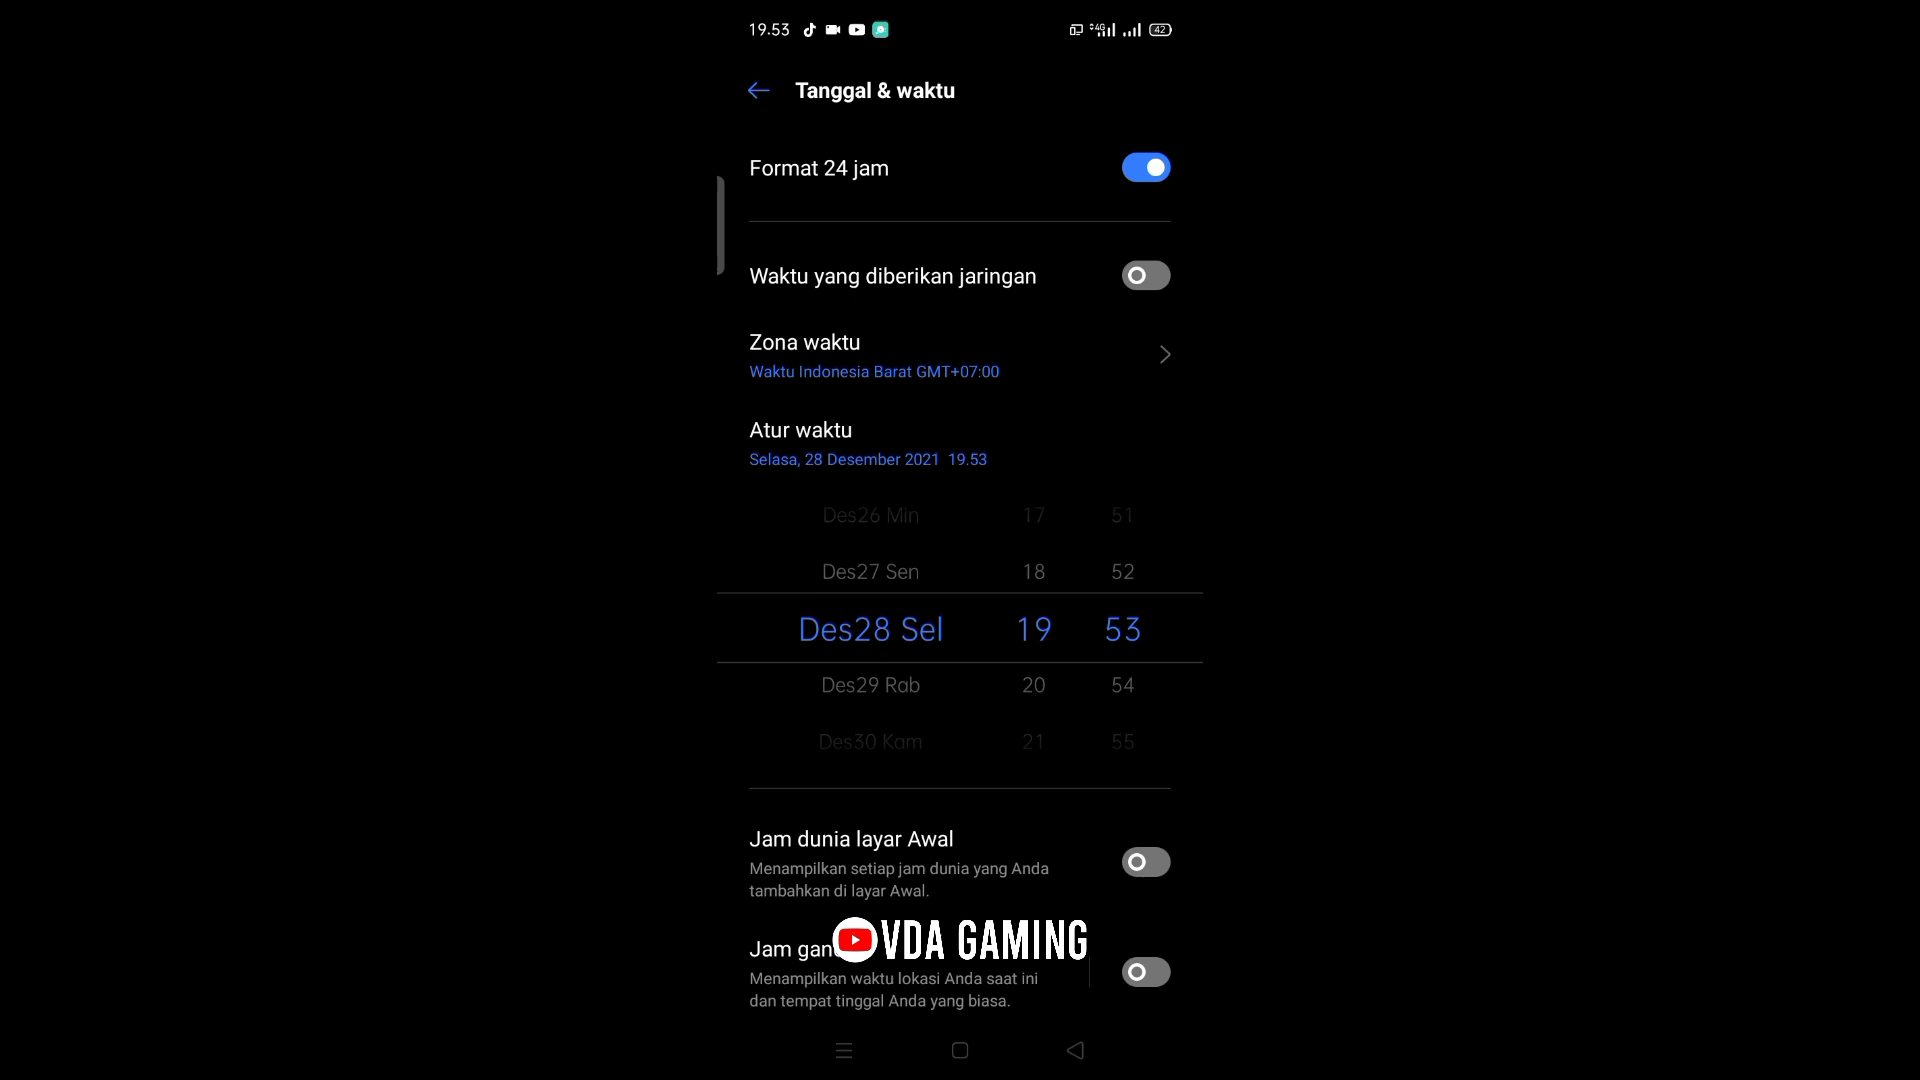 19.53
4G
42
Tanggal & waktu
Format 24 jam
Waktu yang diberikan jaringan
Zona waktu
Waktu Indonesia Barat GMT+07:00
Atur waktu
Selasa, 28 Desember 2021 19.53
Des26 Min 17 51
Des27 Sen 18 52
Des28 Sel 19 53
Des29 Rab 20 54
Des30 Kam 21 55
Jam dunia layar Awal
Menampilkan setiap jam dunia yang Anda
tambahkan di layar Awal.
VDA GAMING
Jam
Menampilkan waktu lokasi Anda saat ini
dan tempat tinggal Anda yang biasa.